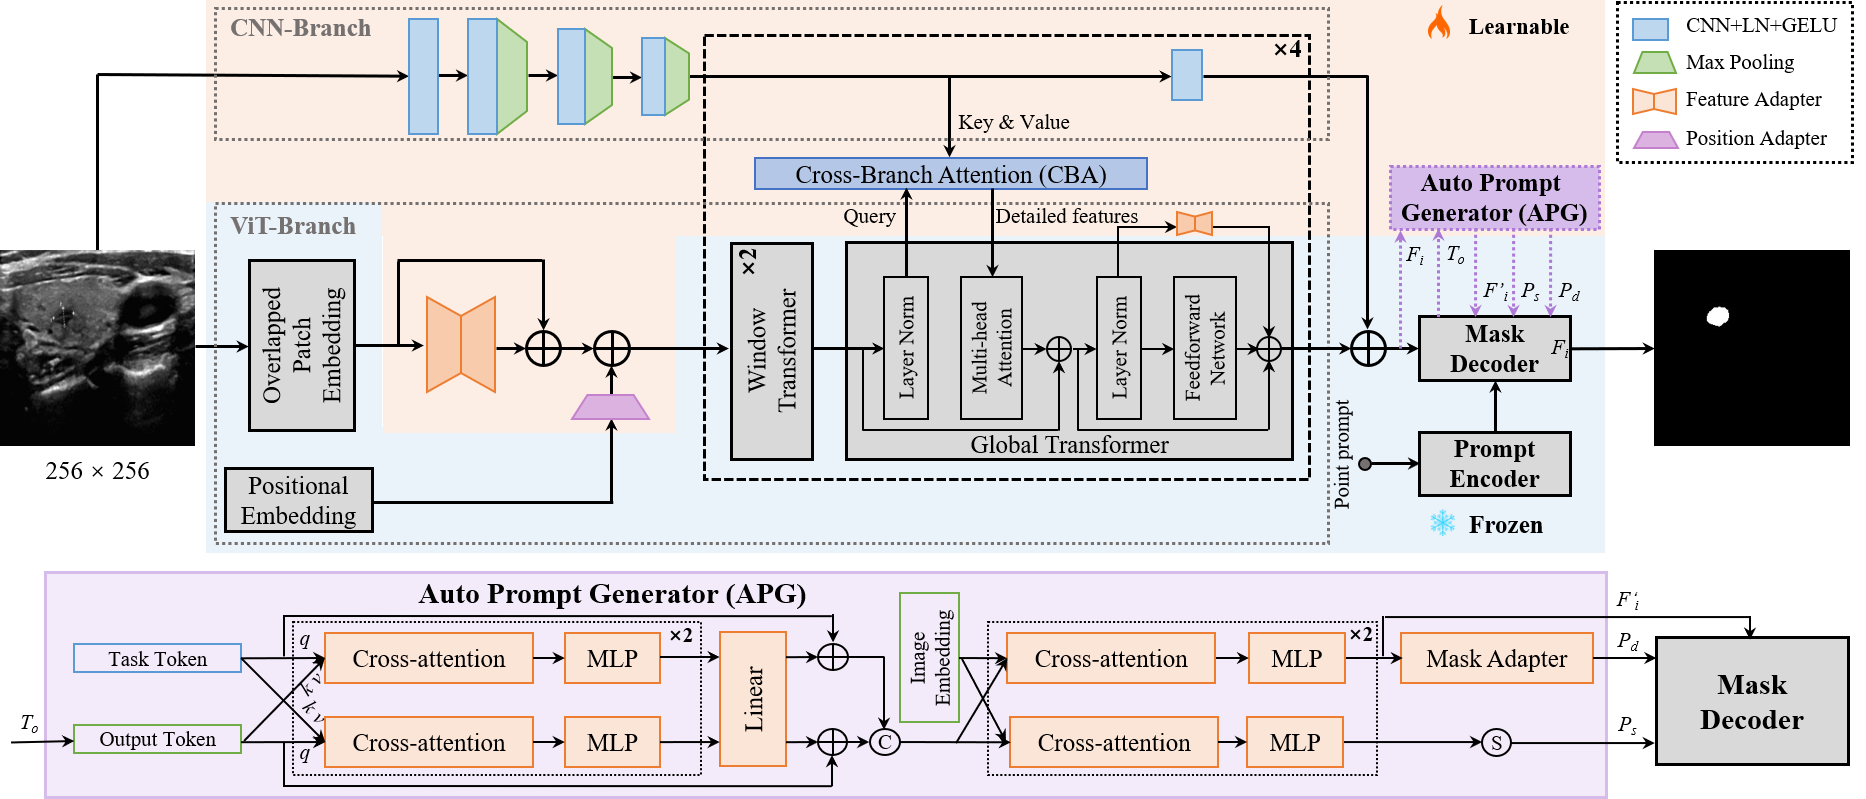 CNN-Branch
×4
Learnable
CNN+LN+GELU
Max Pooling
Feature Adapter
Position Adapter
Key & Value
Cross-Branch Attention (CBA)
Query
Detailed features
Auto Prompt
Generator (APG)
ViT-Branch
F_i
T_o
F'_i
P_s
P_d
Overlapped
Patch
Embedding
×2
Window
Transformer
Layer Norm
Multi-head
Attention
Layer Norm
Feedforward
Network
Global Transformer
Mask
Decoder
F_i
256 × 256
Positional
Embedding
Point prompt
Prompt
Encoder
Frozen
Auto Prompt Generator (APG)
Task Token
Output Token
T_o
q
k v
k v
q
Cross-attention
MLP
×2
Cross-attention
MLP
Linear
C
Image
Embedding
Cross-attention
MLP
×2
Cross-attention
MLP
Mask Adapter
S
F'_i
P_d
P_s
Mask
Decoder